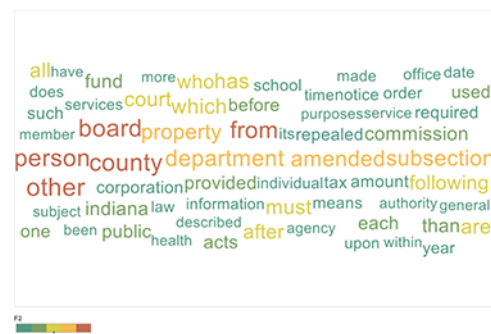 all have fund more who has school made office date
does services court which before time notice order used
such purposes service required
member board property from its repealed commission
person county department amended subsection
other corporation provided individual tax amount following
subject indiana law information must means authority general
one been public described after agency each than are
health acts upon within year
F2